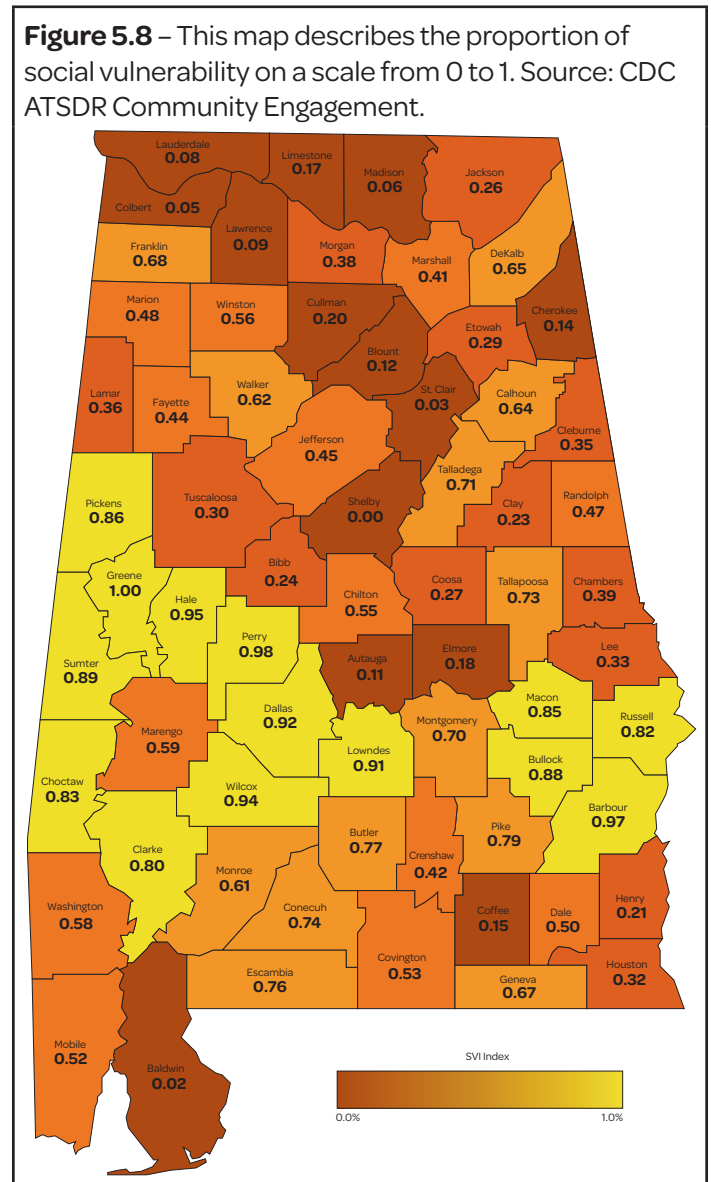 Figure 5.8 – This map describes the proportion of
social vulnerability on a scale from 0 to 1. Source: CDC
ATSDR Community Engagement.
Lauderdale
0.08
Limestone
0.17
Madison
0.06
Jackson
0.26
Colbert 0.05
Lawrence
0.09
Franklin
0.68
Morgan
0.38
Marshall
0.41
DeKalb
0.65
Marion
0.48
Winston
0.56
Cullman
0.20
Cherokee
0.14
Etowah
0.29
Blount
0.12
Lamar
0.36
Fayette
0.44
Walker
0.62
St. Clair
0.03
Calhoun
0.64
Cleburne
0.35
Jefferson
0.45
Talladega
0.71
Pickens
0.86
Tuscaloosa
0.30
Shelby
0.00
Clay
0.23
Randolph
0.47
Greene
1.00
Hale
0.95
Bibb
0.24
Chilton
0.55
Coosa
0.27
Tallapoosa
0.73
Chambers
0.39
Sumter
0.89
Perry
0.98
Autauga
0.11
Elmore
0.18
Lee
0.33
Marengo
0.59
Dallas
0.92
Lowndes
0.91
Montgomery
0.70
Macon
0.85
Russell
0.82
Bullock
0.88
Choctaw
0.83
Wilcox
0.94
Barbour
0.97
Clarke
0.80
Butler
0.77
Crenshaw
0.42
Pike
0.79
Monroe
0.61
Washington
0.58
Conecuh
0.74
Coffee
0.15
Dale
0.50
Henry
0.21
Escambia
0.76
Covington
0.53
Geneva
0.67
Houston
0.32
Mobile
0.52
Baldwin
0.02
SVI Index
0.0% 1.0%